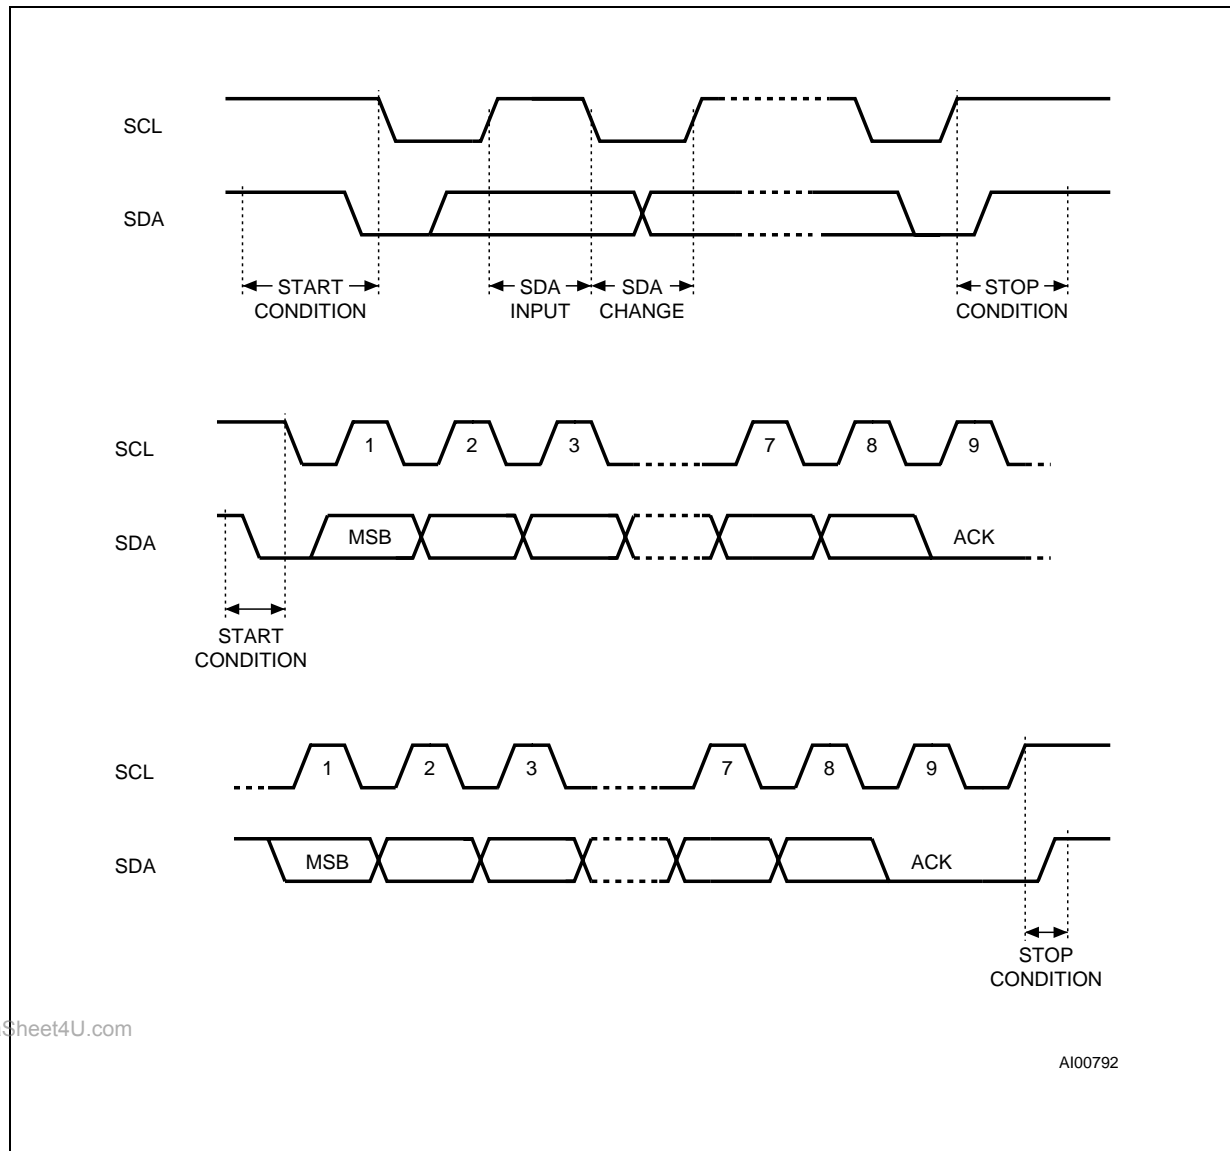 SCL
SDA
START
CONDITION
SDA
INPUT
SDA
CHANGE
STOP
CONDITION
SCL
1 2 3 7 8 9
SDA
MSB ACK
START
CONDITION
SCL
1 2 3 7 8 9
SDA
MSB ACK
STOP
CONDITION
Sheet4U.com
AI00792